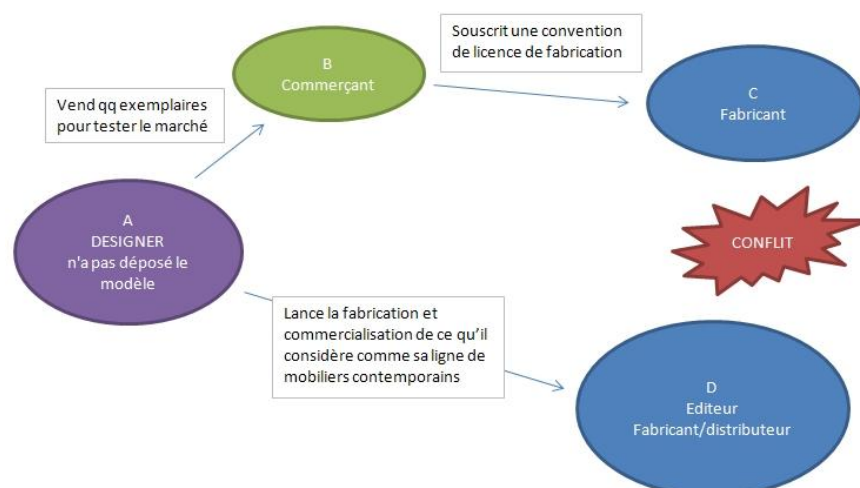 Souscrit une convention
de licence de fabrication
B
Commerçant
Vend qq exemplaires
pour tester le marché
C
Fabricant
A
DESIGNER
n'a pas déposé le
modèle
CONFLIT
Lance la fabrication et
commercialisation de ce qu'il
considère comme sa ligne de
mobiliers contemporains
D
Editeur
Fabricant/distributeur